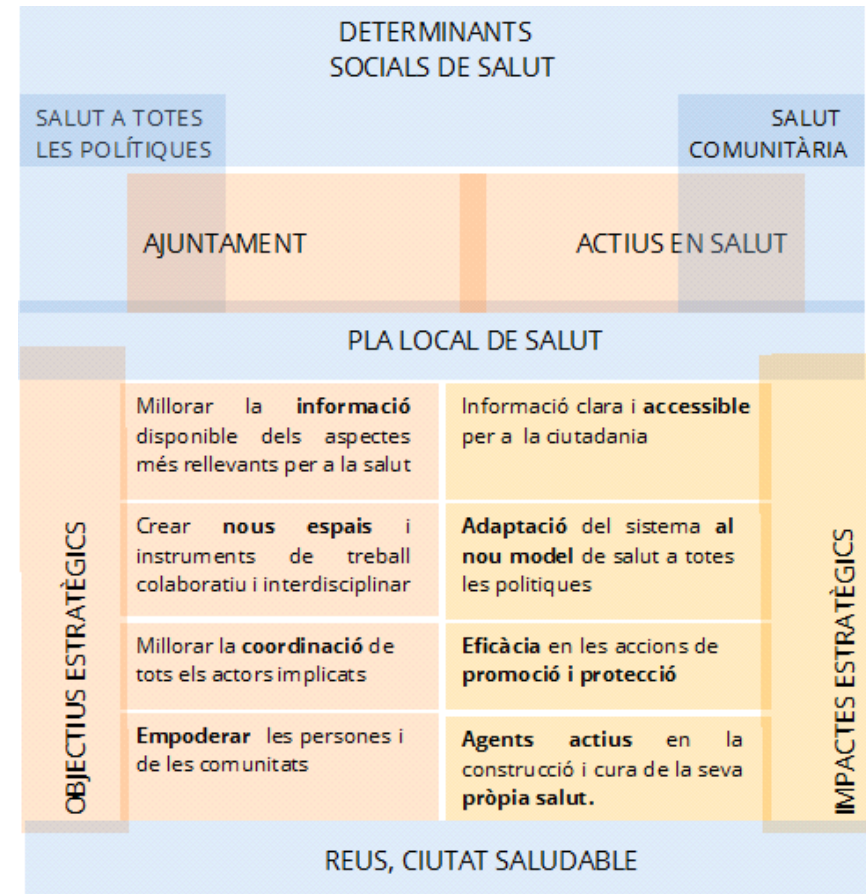 DETERMINANTS
SOCIALS DE SALUT
SALUT A TOTES
LES POLÍTIQUES
SALUT
COMUNITÀRIA
AJUNTAMENT
ACTIUS EN SALUT
PLA LOCAL DE SALUT
OBJECTIUS ESTRATÈGICS
Millorar la informació
disponible dels aspectes
més rellevants per a la salut
Informació clara i accessible
per a la ciutadania
Crear nous espais i
instruments de treball
colaboratiu i interdisciplinar
Adaptació del sistema al
nou model de salut a totes
les politiques
Millorar la coordinació de
tots els actors implicats
Eficàcia en les accions de
promoció i protecció
Empoderar les persones i
de les comunitats
Agents actius en la
construcció i cura de la seva
pròpia salut.
IMPACTES ESTRATÈGICS
REUS, CIUTAT SALUDABLE